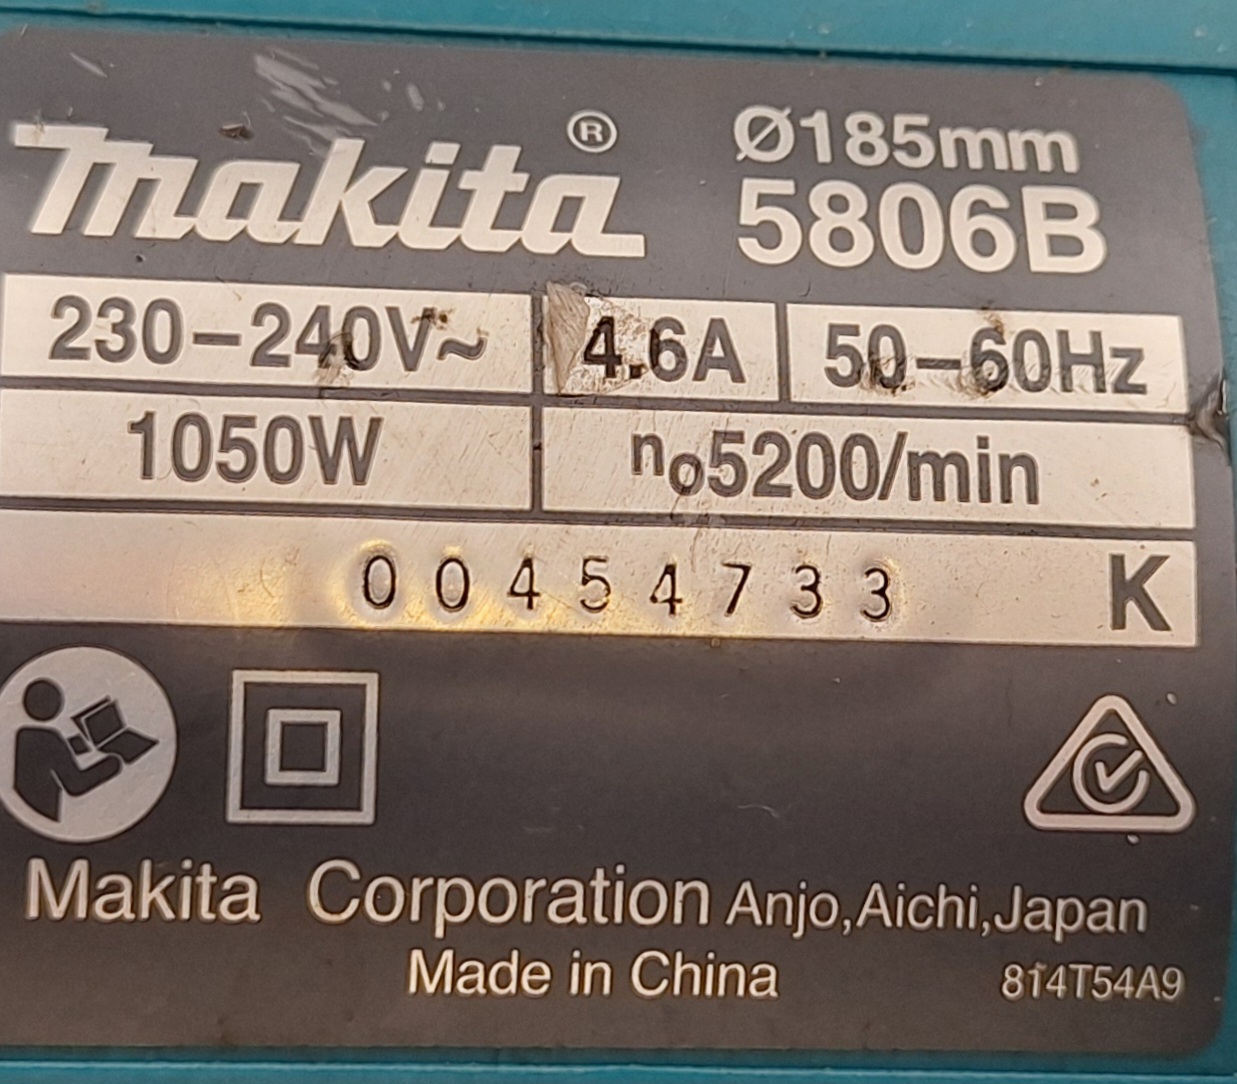 makita® Ø185mm
5806B
230–240V~ 4.6A 50–60Hz
1050W no5200/min
00454733 K
Makita Corporation Anjo,Aichi,Japan
Made in China 814T54A9